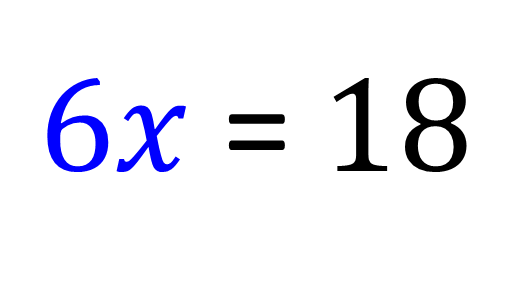 6x = 18